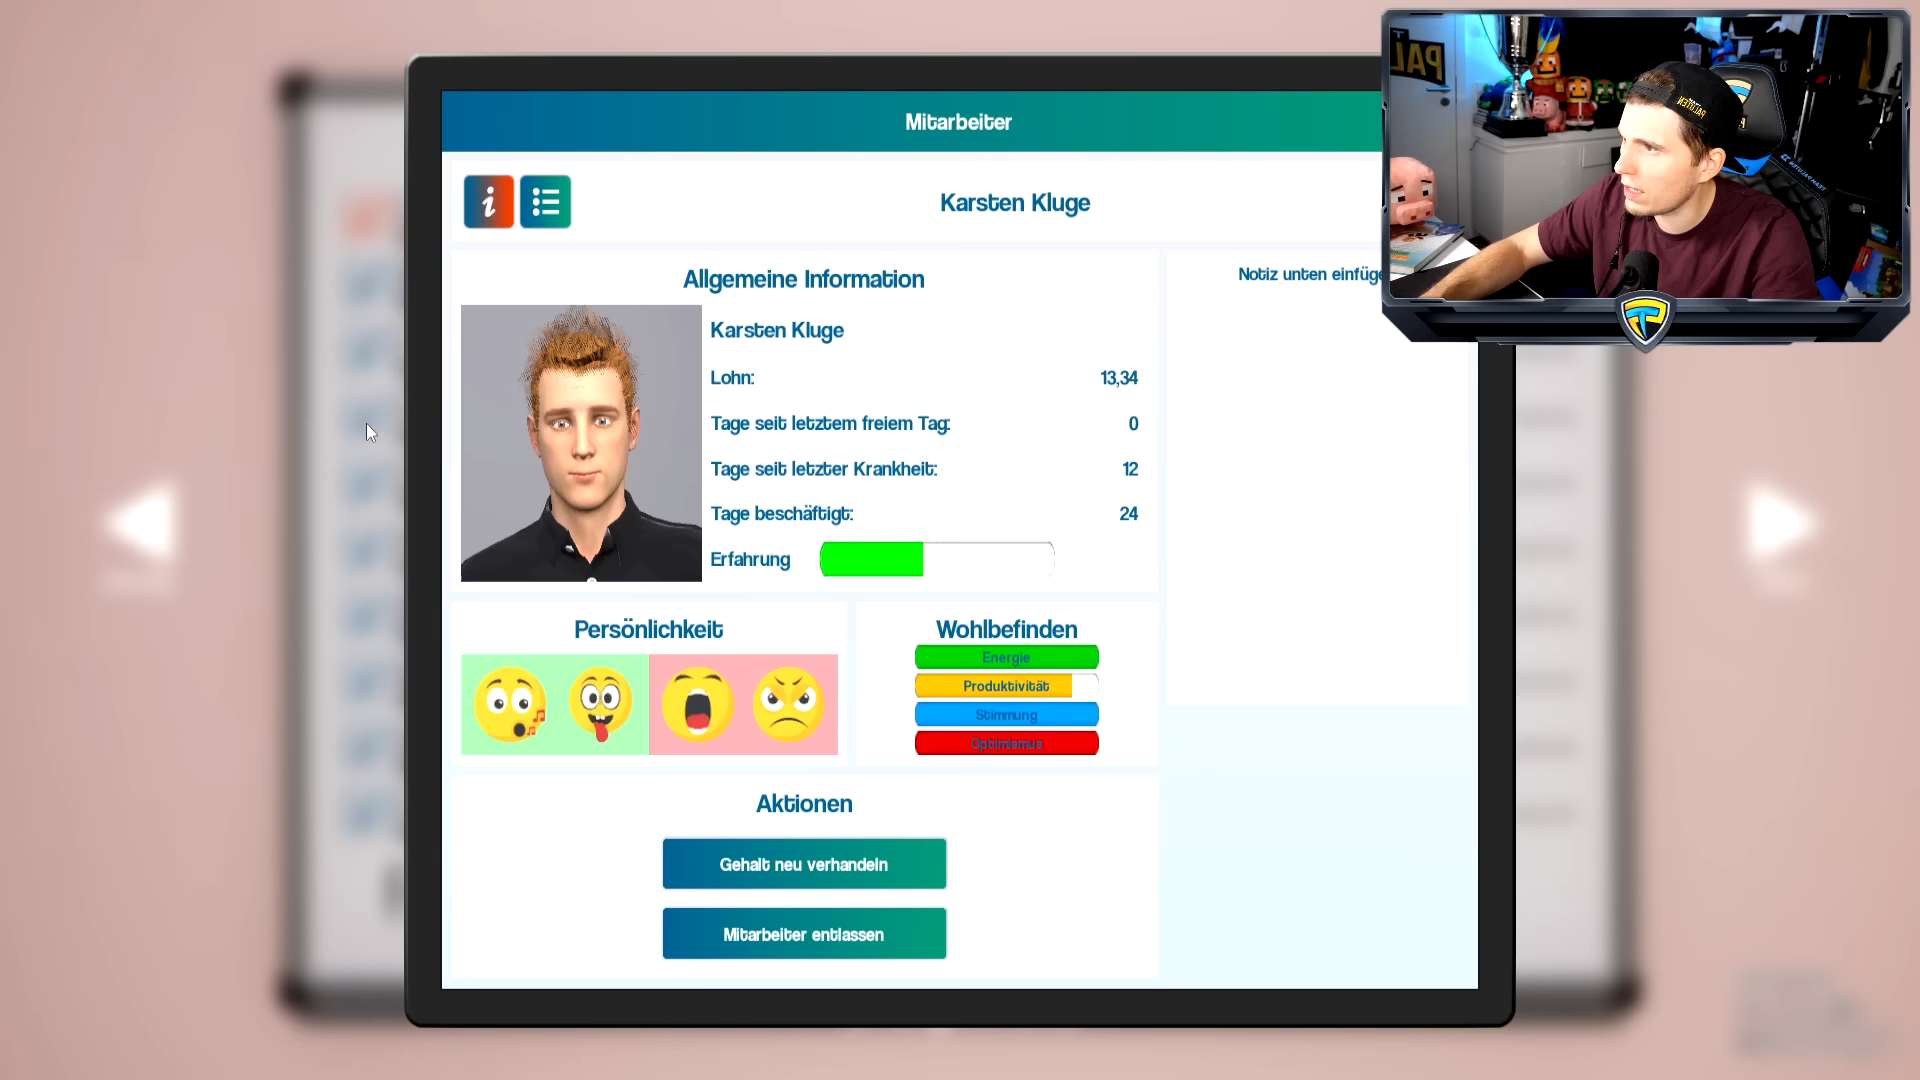 Mitarbeiter
Karsten Kluge
Allgemeine Information
Karsten Kluge
Lohn: 13,34
Tage seit letztem freiem Tag: 0
Tage seit letzter Krankheit: 12
Tage beschäftigt: 24
Erfahrung
Notiz unten einfüge
Persönlichkeit
Wohlbefinden
Energie
Produktivität
Stimmung
Optimismus
Aktionen
Gehalt neu verhandeln
Mitarbeiter entlassen
PAL
PALUTEN